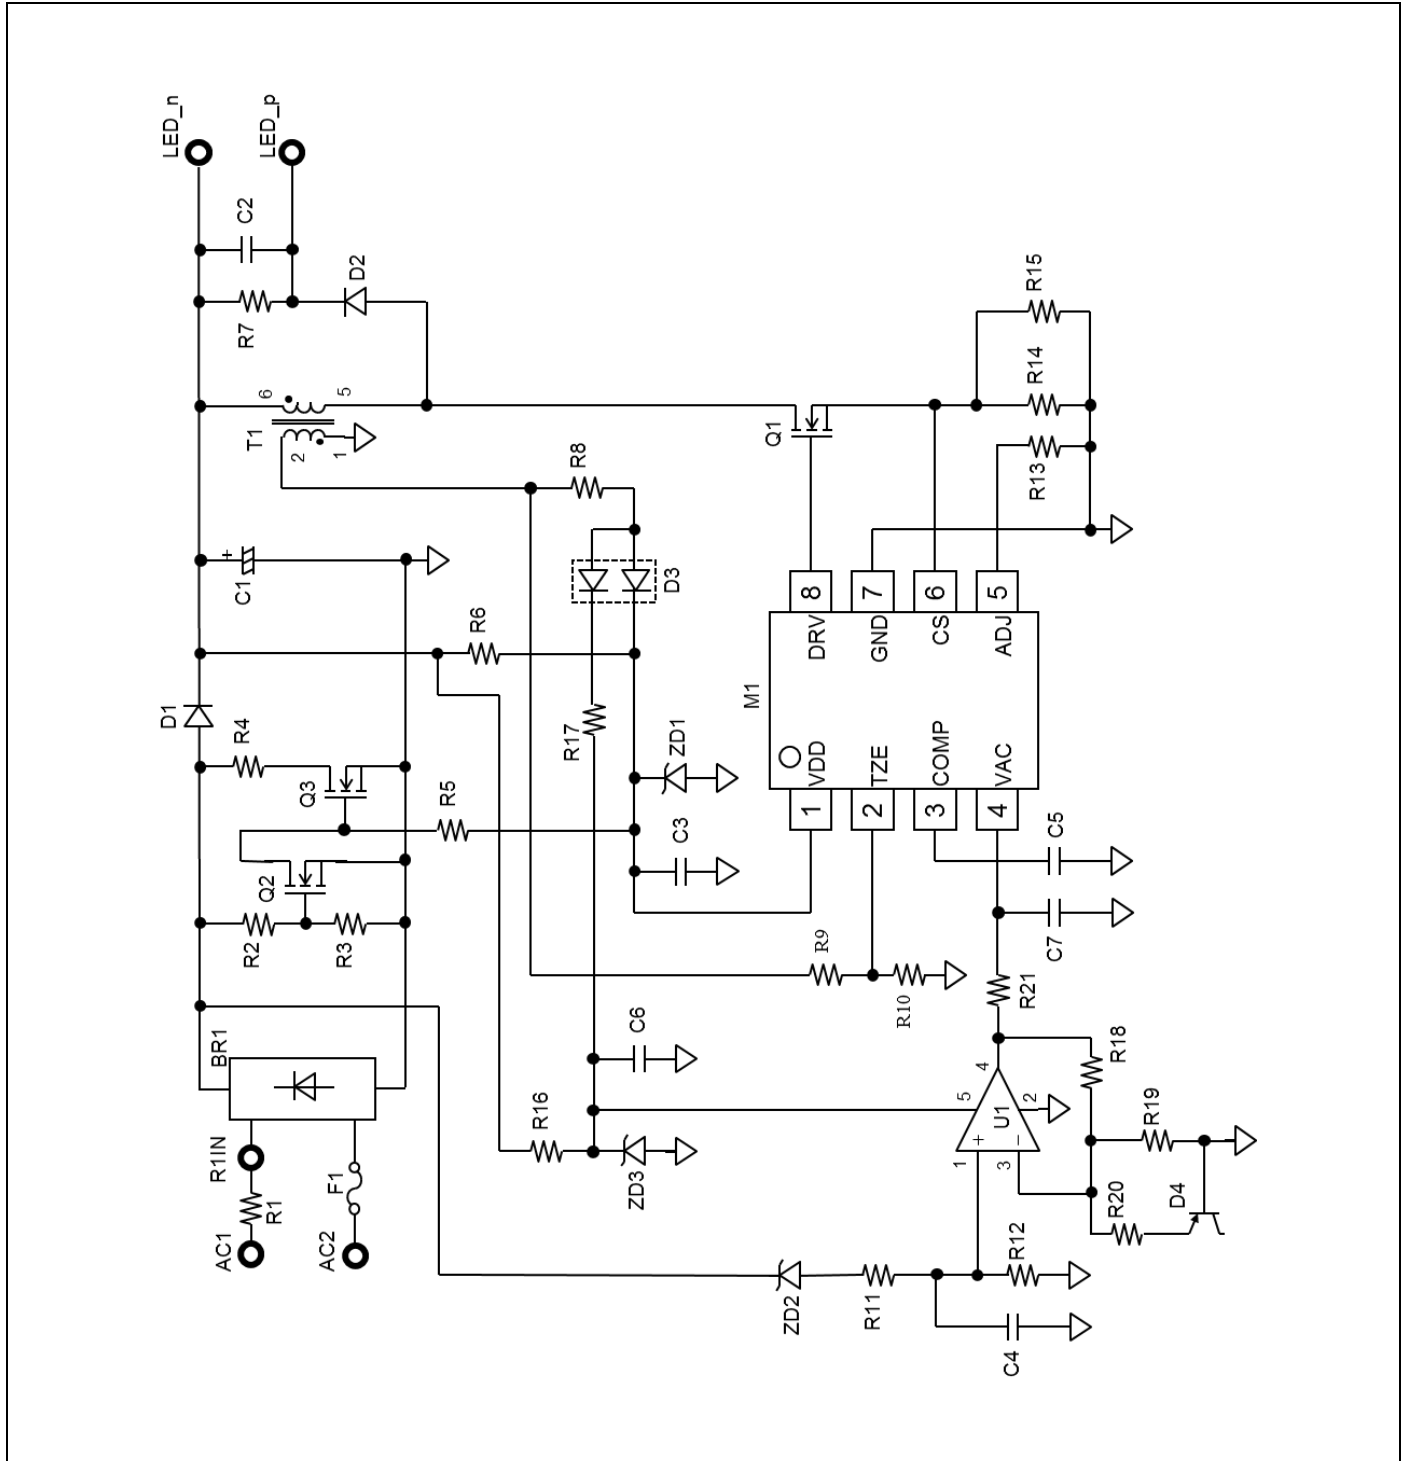 LED_n
LED_p
C2
R7
D2
6
5
T1
2
1
R8
C1
+
R6
D3
D1
R4
Q3
R5
R17
ZD1
C3
Q2
R2
R3
BR1
R1IN
R1
AC1
F1
AC2
R16
C6
ZD3
Q1
R15
R14
R13
8
7
6
5
DRV
GND
CS
ADJ
M1
VDD
TZE
COMP
VAC
1
2
3
4
C5
C7
R9
R10
R21
4
5
2
U1
+
−
1
3
R18
R19
R20
D4
ZD2
R11
R12
C4